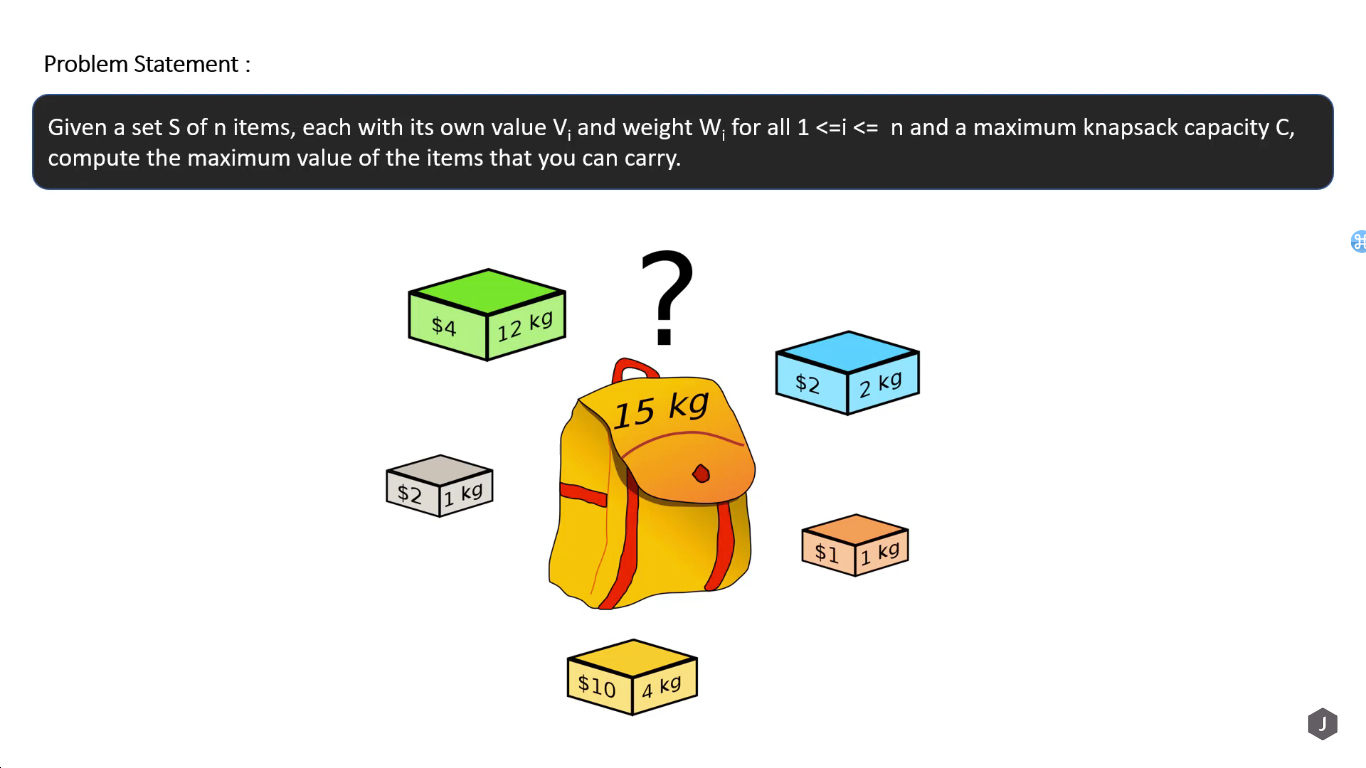 Problem Statement :
Given a set S of n items, each with its own value Vi and weight Wi for all 1 <=i <= n and a maximum knapsack capacity C,
compute the maximum value of the items that you can carry.
?
$4 12 kg
$2 2 kg
15 kg
$2 1 kg
$1 1 kg
$10 4 kg
J